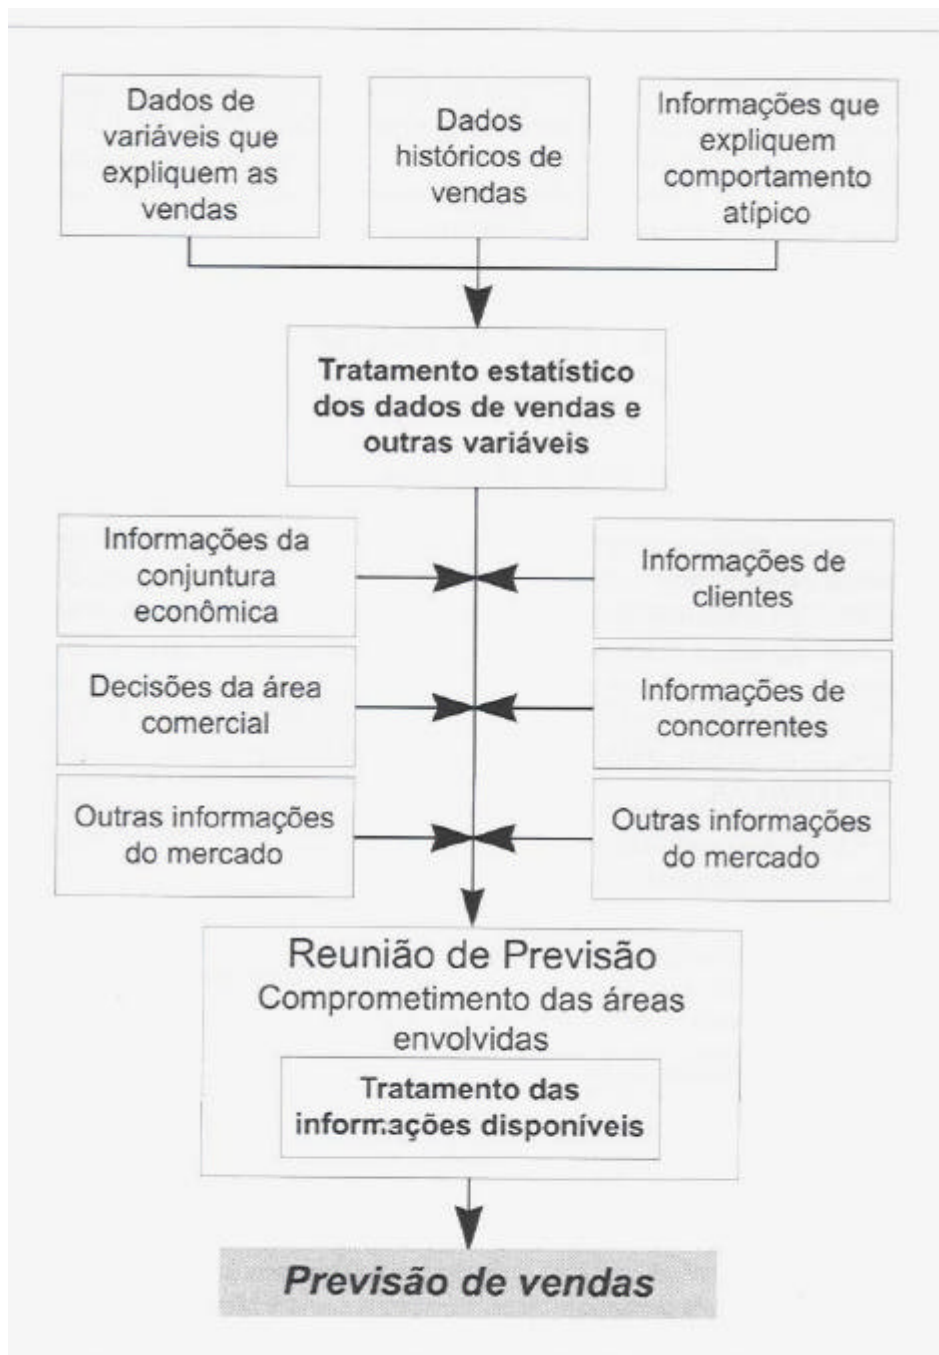 Dados de
variáveis que
expliquem as
vendas
Dados
históricos de
vendas
Informações que
expliquem
comportamento
atípico
Tratamento estatístico
dos dados de vendas e
outras variáveis
Informações da
conjuntura
econômica
Informações de
clientes
Decisões da área
comercial
Informações de
concorrentes
Outras informações
do mercado
Outras informações
do mercado
Reunião de Previsão
Comprometimento das áreas
envolvidas
Tratamento das
informações disponíveis
Previsão de vendas